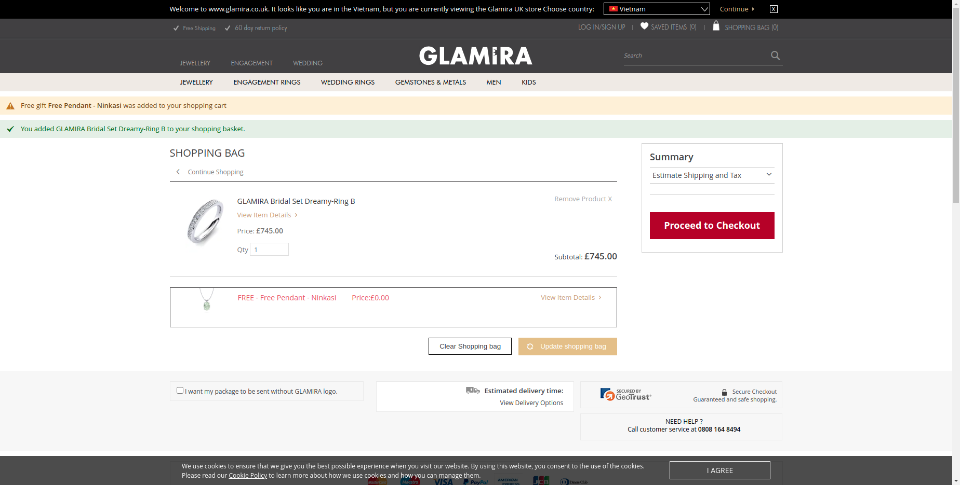 Welcome to www.glamira.co.uk. It looks like you are in the Vietnam, but you are currently viewing the Glamira UK store Choose country: Vietnam Continue
Free Shipping 60 day return policy LOG IN/SIGN UP SAVED ITEMS (0) SHOPPING BAG (0)
JEWELLERY ENGAGEMENT WEDDING GLAMIRA Search
JEWELLERY ENGAGEMENT RINGS WEDDING RINGS GEMSTONES & METALS MEN KIDS
Free gift Free Pendant - Ninkasi was added to your shopping cart
You added GLAMIRA Bridal Set Dreamy-Ring B to your shopping basket.
SHOPPING BAG
Continue Shopping
GLAMIRA Bridal Set Dreamy-Ring B Remove Product X
View Item Details
Price: £745.00
Qty 1
Subtotal: £745.00
FREE - Free Pendant - Ninkasi Price:£0.00 View Item Details
Clear Shopping bag Update shopping bag
Summary
Estimate Shipping and Tax
Proceed to Checkout
I want my package to be sent without GLAMIRA logo.
Estimated delivery time:
View Delivery Options
SECURED BY
GeoTrust
Secure Checkout
Guaranteed and safe shopping.
NEED HELP ?
Call customer service at 0808 164 8494
We use cookies to ensure that we give you the best possible experience when you visit our website. By using this website, you consent to the use of the cookies.
Please read our Cookie Policy to learn more about how we use cookies and how you can manage them.
I AGREE
VISA PayPal